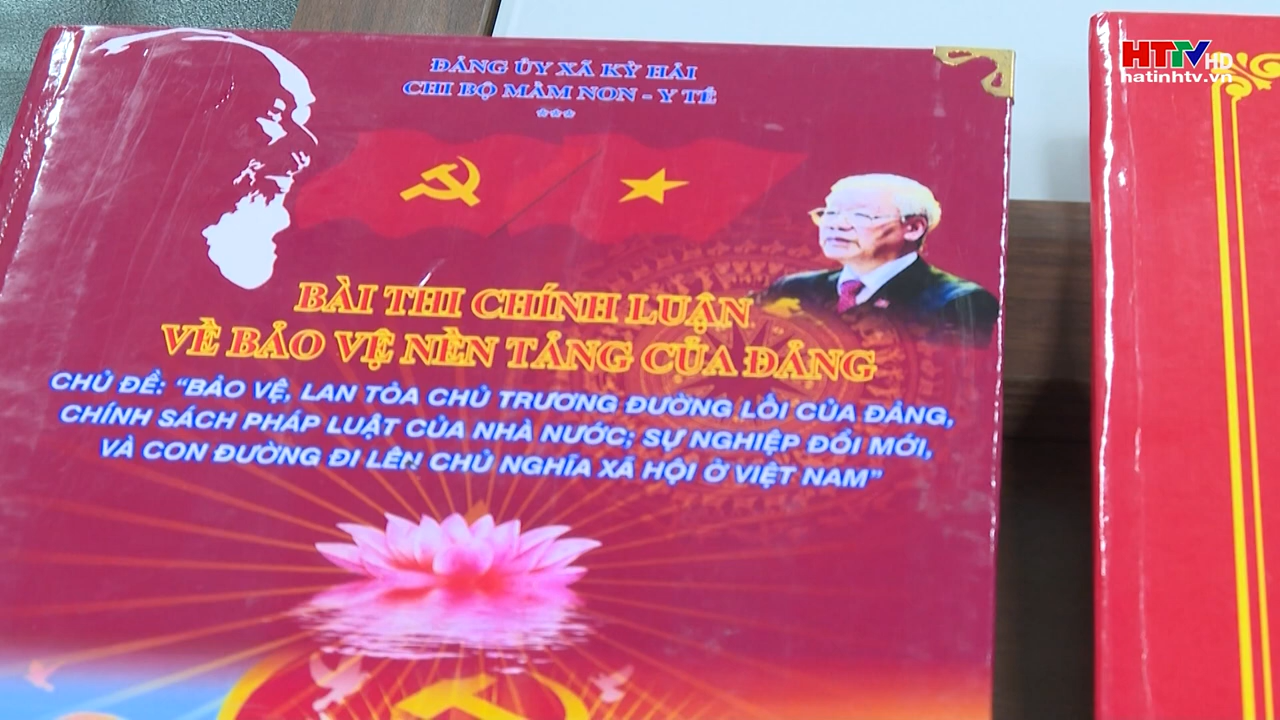 ĐẢNG ỦY XÃ KỲ HẢI
CHI BỘ MẦM NON - Y TẾ
***
BÀI THI CHÍNH LUẬN
VỀ BẢO VỆ NỀN TẢNG CỦA ĐẢNG
CHỦ ĐỀ: “BẢO VỆ, LAN TỎA CHỦ TRƯƠNG ĐƯỜNG LỐI CỦA ĐẢNG,
CHÍNH SÁCH PHÁP LUẬT CỦA NHÀ NƯỚC; SỰ NGHIỆP ĐỔI MỚI,
VÀ CON ĐƯỜNG ĐI LÊN CHỦ NGHĨA XÃ HỘI Ở VIỆT NAM”
HTTV HD
hatinhtv.vn